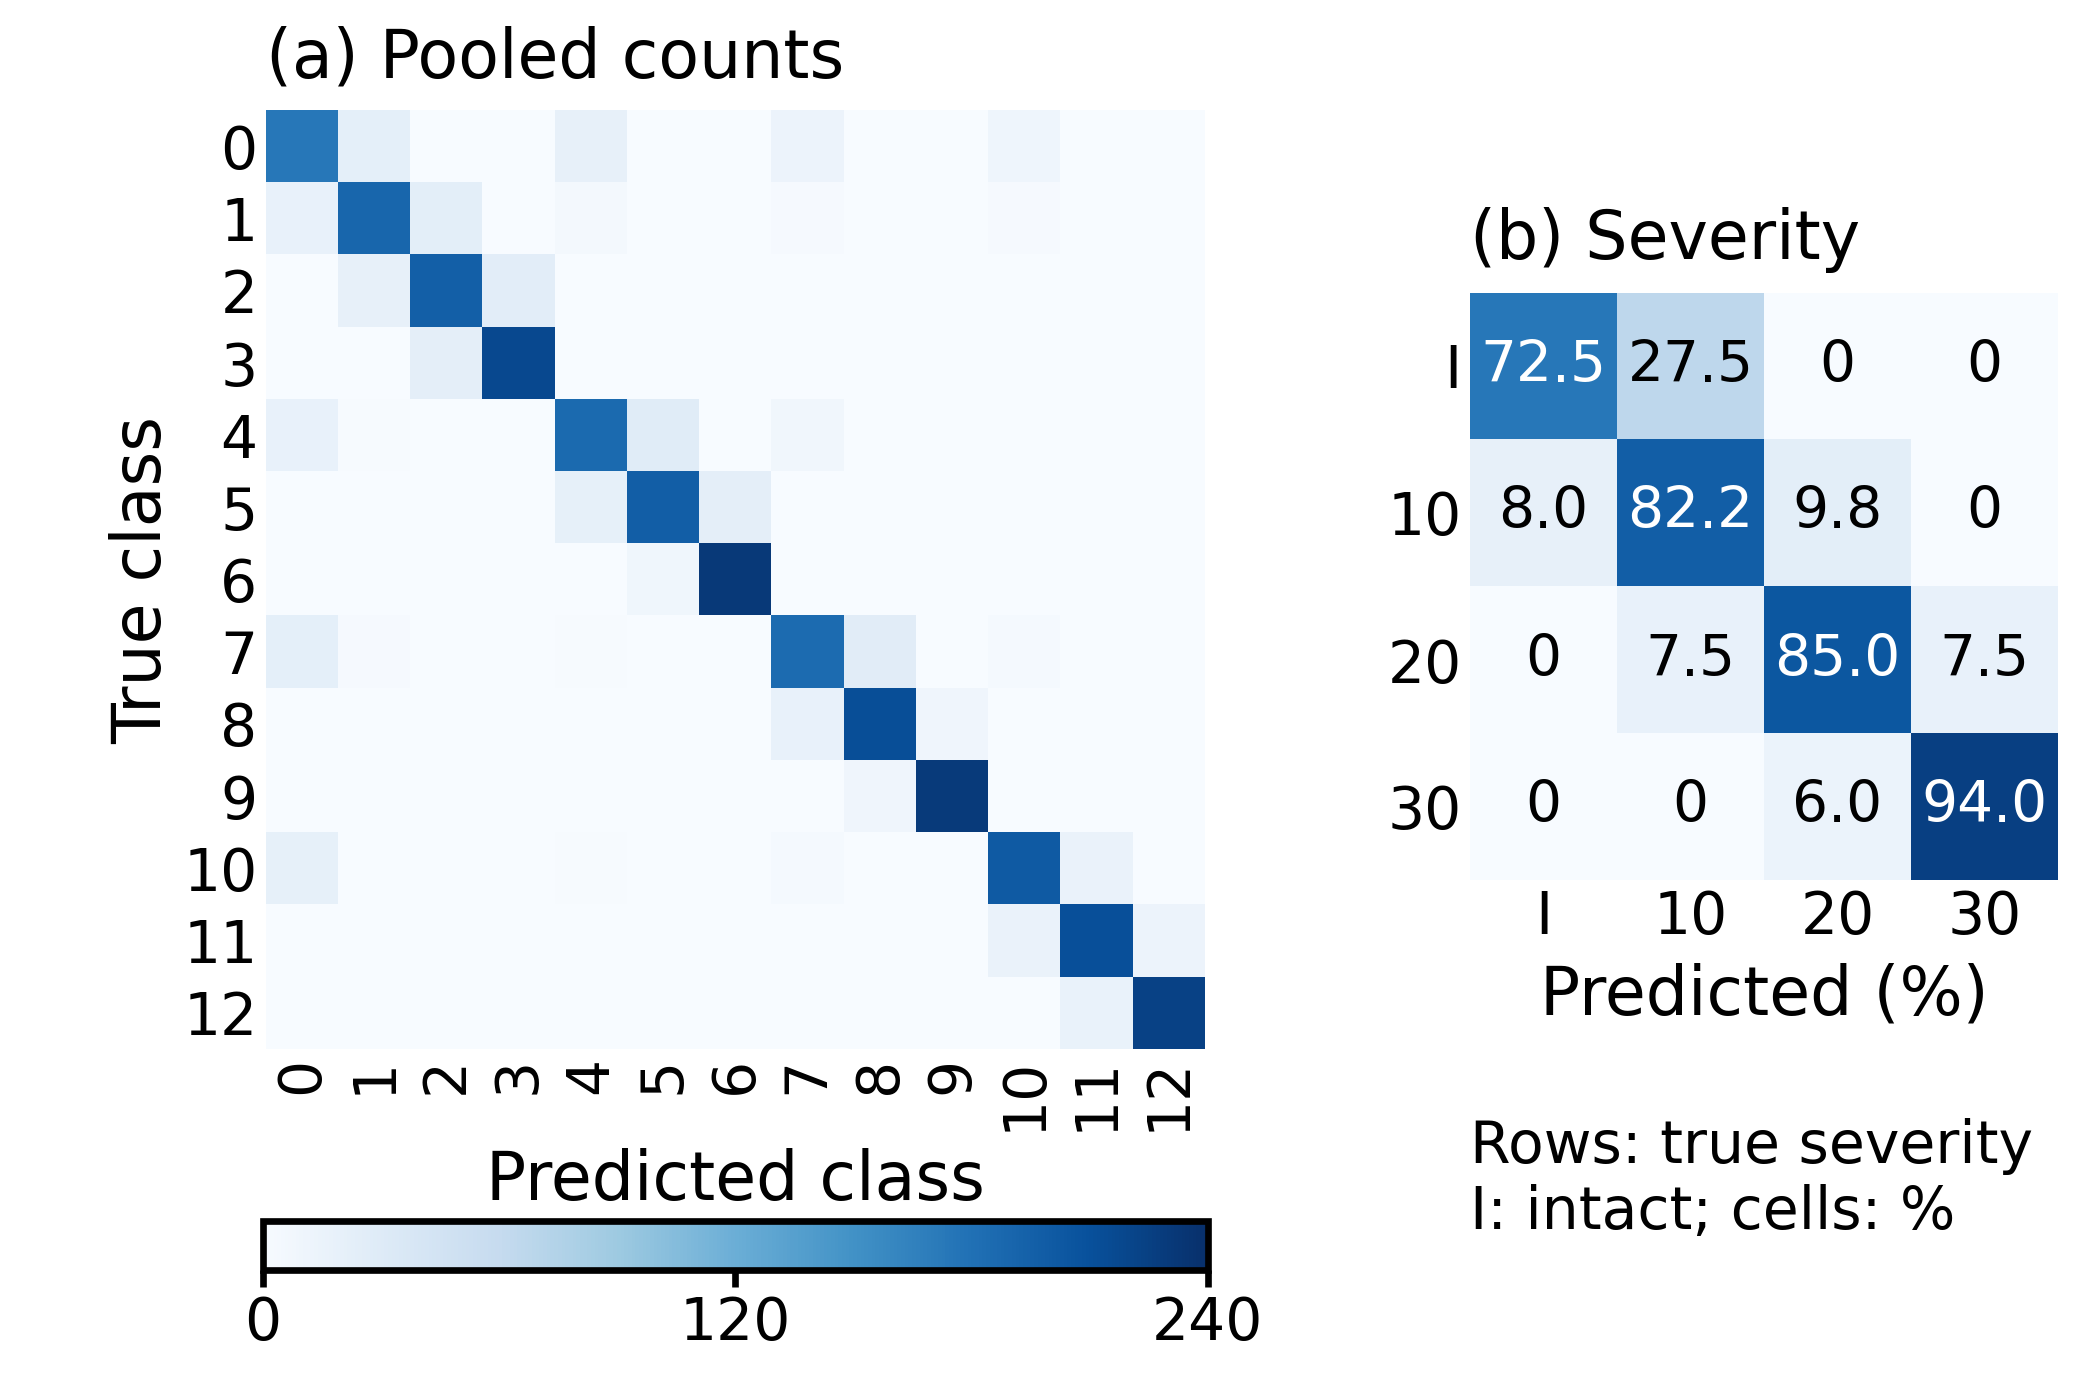 (a) Pooled counts
0
1
2
3
4
5
6
7
8
9
10
11
12
True class
0 1 2 3 4 5 6 7 8 9 10 11 12
Predicted class
0 120 240
(b) Severity
I 72.5 27.5 0 0
10 8.0 82.2 9.8 0
20 0 7.5 85.0 7.5
30 0 0 6.0 94.0
I 10 20 30
Predicted (%)
Rows: true severity
I: intact; cells: %